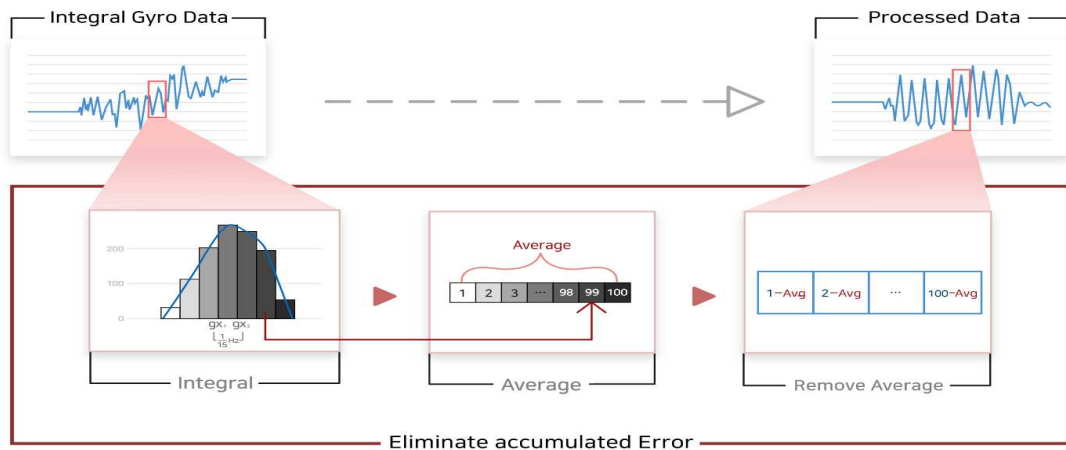 Integral Gyro Data
Processed Data
200
100
0
gx₁ gx₂
1/15 Hz
Integral
Average
1 2 3 ... 98 99 100
Average
1-Avg 2-Avg ... 100-Avg
Remove Average
Eliminate accumulated Error